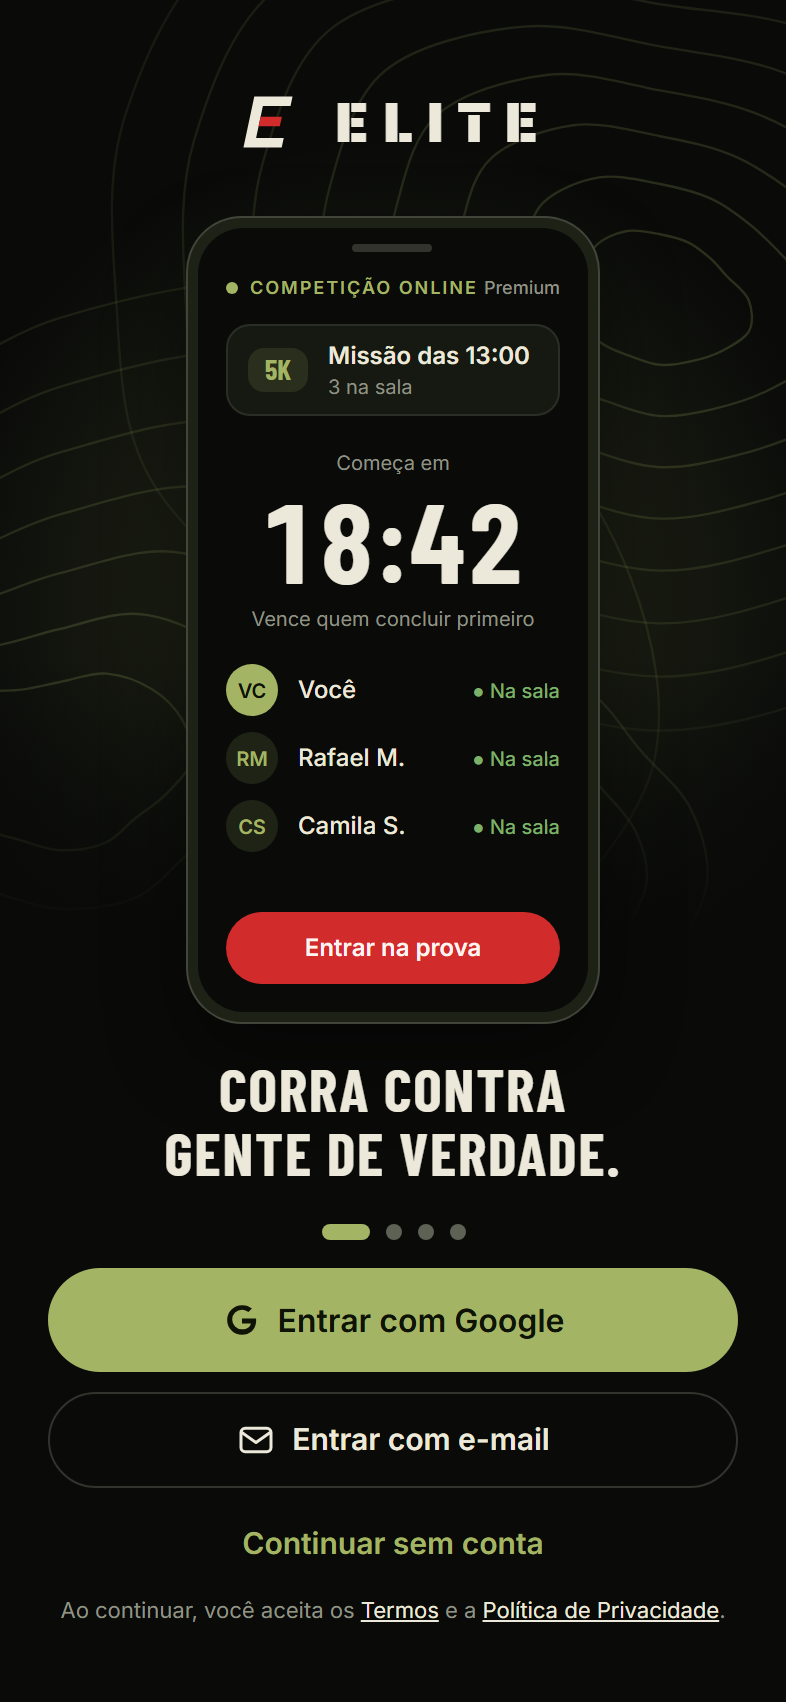 E ELITE
COMPETIÇÃO ONLINE Premium
5K
Missão das 13:00
3 na sala
Começa em
18:42
Vence quem concluir primeiro
VC Você • Na sala
RM Rafael M. • Na sala
CS Camila S. • Na sala
Entrar na prova
CORRA CONTRA
GENTE DE VERDADE.
G Entrar com Google
Entrar com e-mail
Continuar sem conta
Ao continuar, você aceita os Termos e a Política de Privacidade.